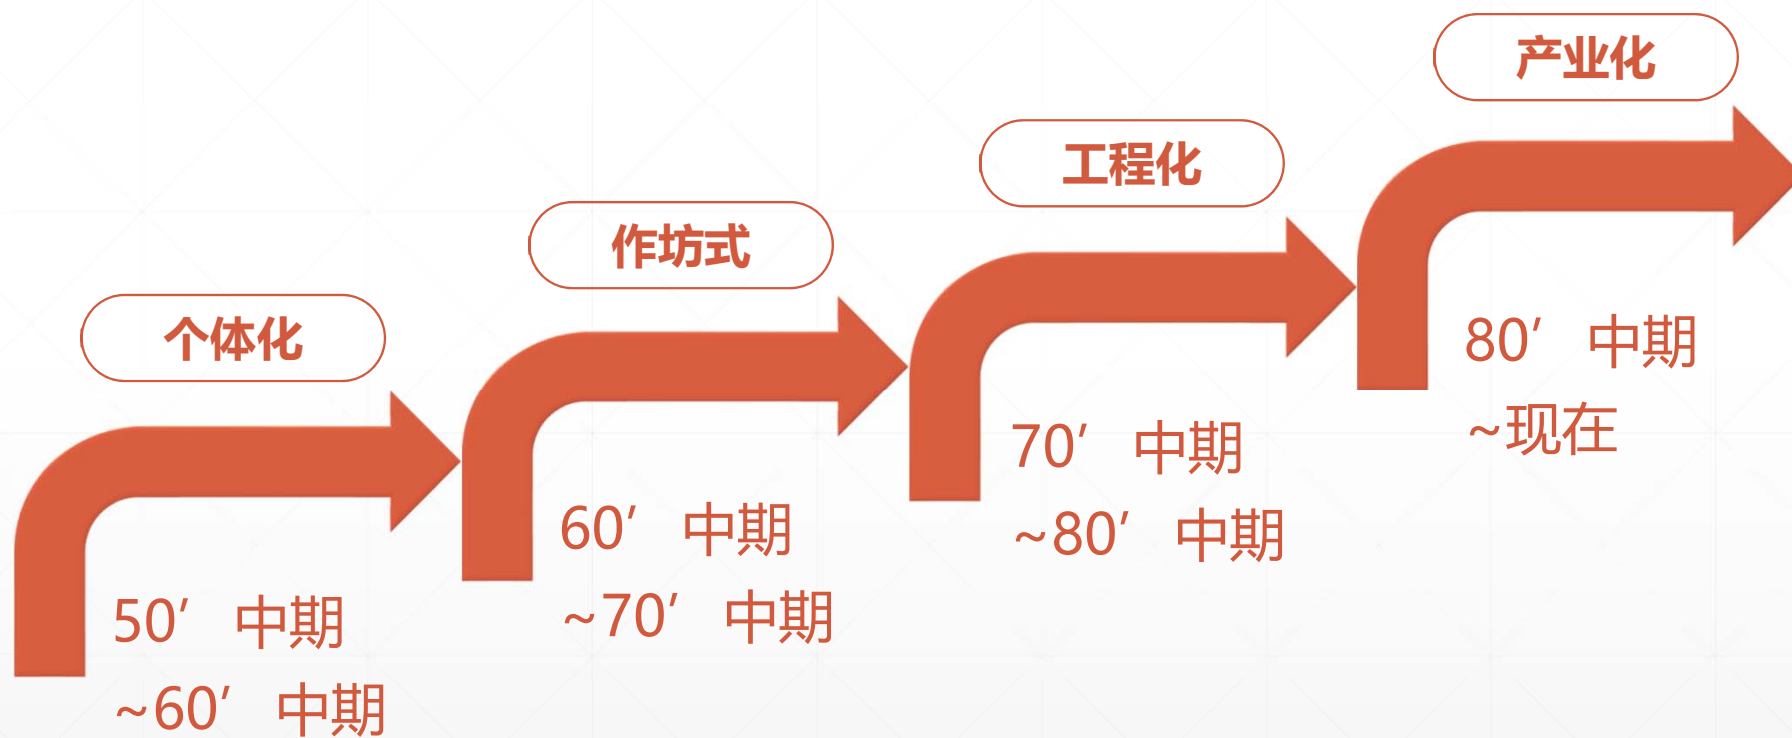 个体化
50′ 中期
~60′ 中期
作坊式
60′ 中期
~70′ 中期
工程化
70′ 中期
~80′ 中期
产业化
80′ 中期
~现在